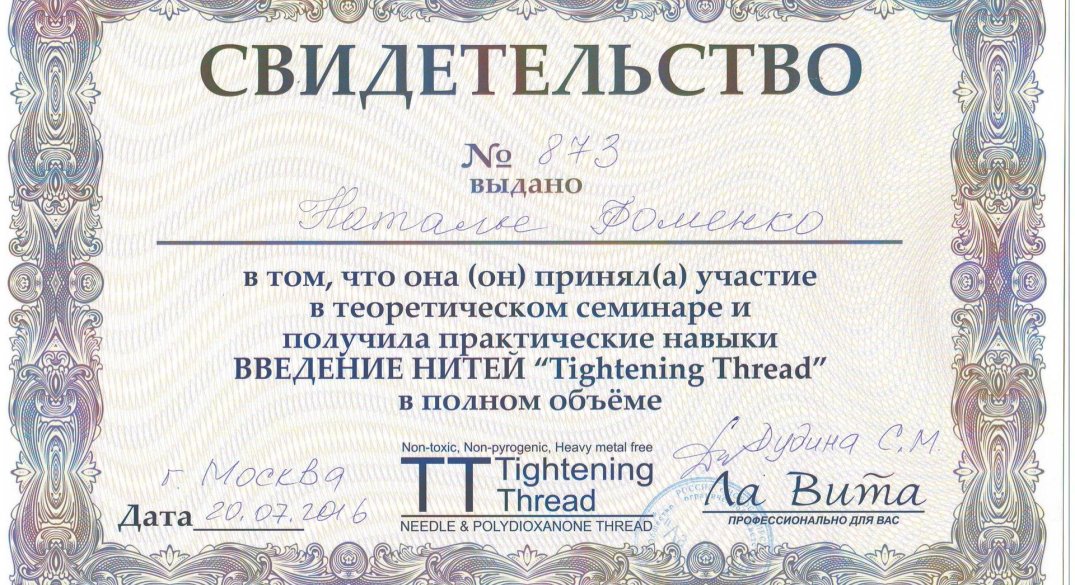 СВИДЕТЕЛЬСТВО
№ 873
выдано
Наталье Фоменко
в том, что она (он) принял(а) участие
в теоретическом семинаре и
получила практические навыки
ВВЕДЕНИЕ НИТЕЙ “Tightening Thread”
в полном объёме
г. Москва
Дата 20.07.2016
Non-toxic, Non-pyrogenic, Heavy metal free
TT Tightening
Thread
NEEDLE & POLYDIOXANONE THREAD
Дудина С.М.
Ла Вита
ПРОФЕССИОНАЛЬНО ДЛЯ ВАС